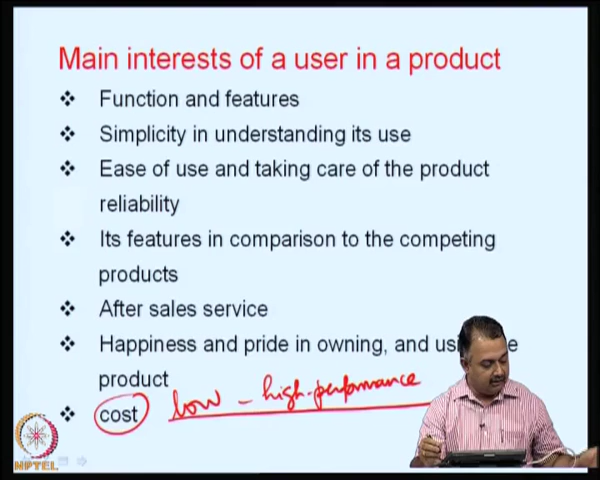 Main interests of a user in a product
❖ Function and features
❖ Simplicity in understanding its use
❖ Ease of use and taking care of the product
reliability
❖ Its features in comparison to the competing
products
❖ After sales service
❖ Happiness and pride in owning, and usi e
product
❖ cost low - high-performance
NPTEL